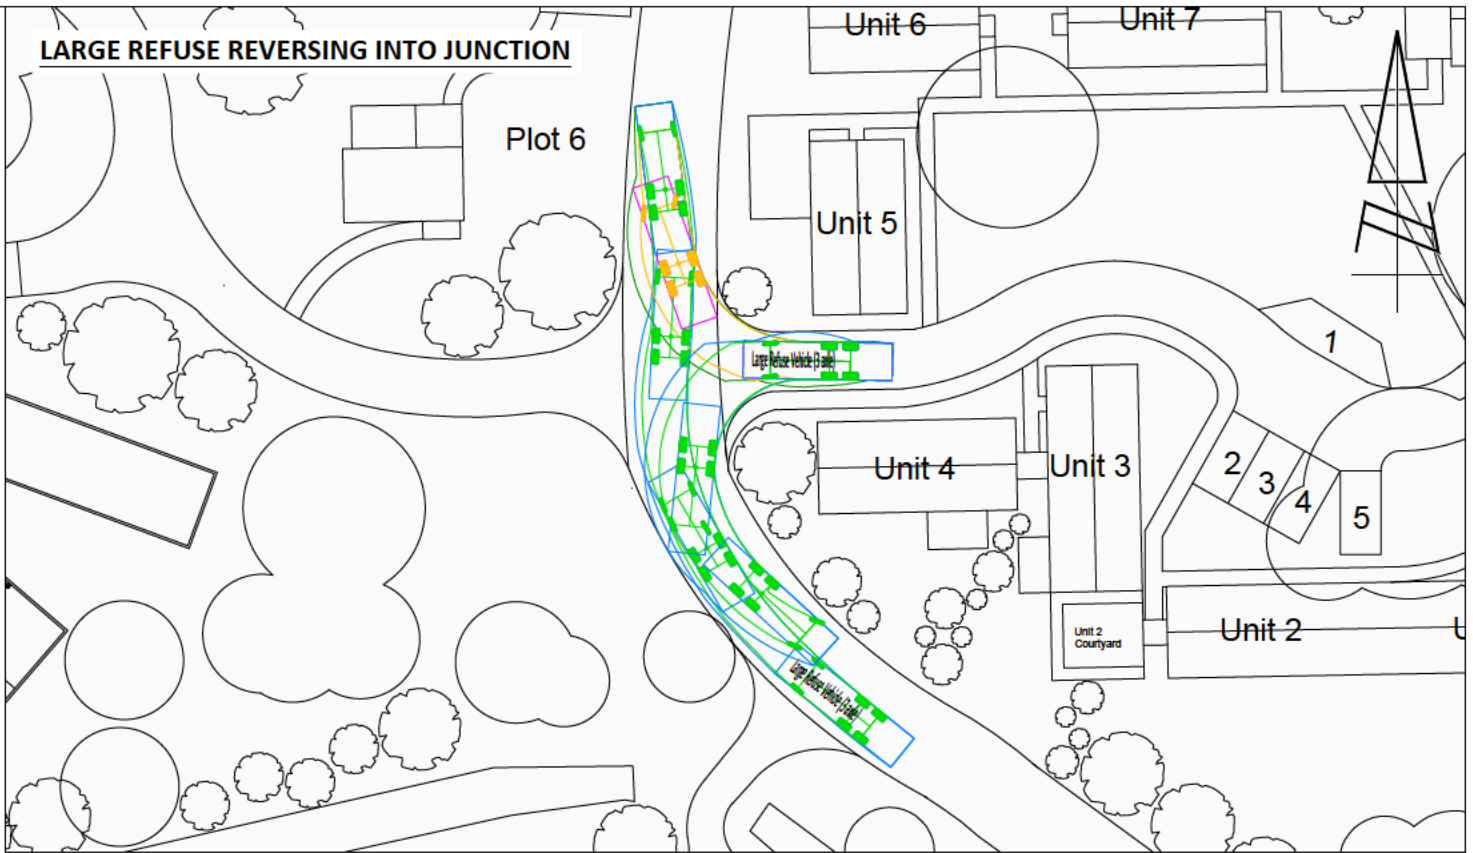 LARGE REFUSE REVERSING INTO JUNCTION
Unit 6
Unit 7
Plot 6
Unit 5
1
Large Refuse Vehicle (3 axle)
Unit 4
Unit 3
2
3
4
5
Unit 2
Courtyard
Unit 2
U
Large Refuse Vehicle (3 axle)